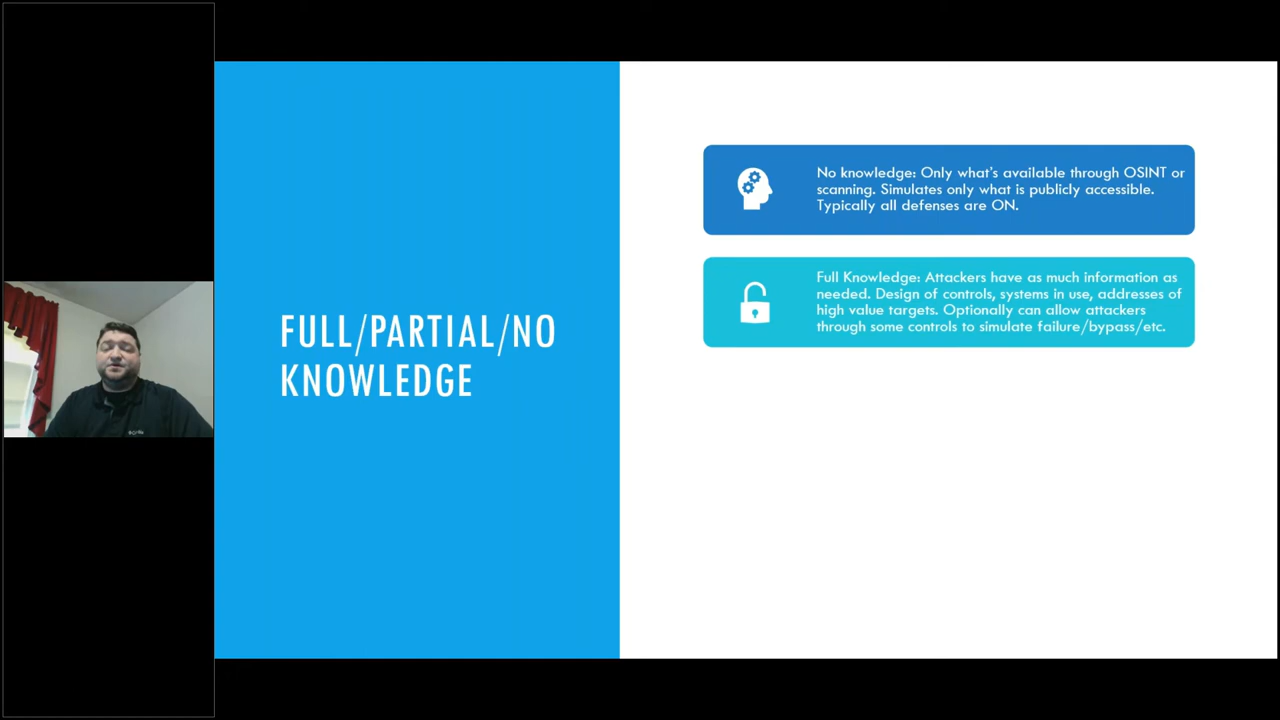 FULL/PARTIAL/NO
KNOWLEDGE
No knowledge: Only what's available through OSINT or
scanning. Simulates only what is publicly accessible.
Typically all defenses are ON.
Full Knowledge: Attackers have as much information as
needed. Design of controls, systems in use, addresses of
high value targets. Optionally can allow attackers
through some controls to simulate failure/bypass/etc.